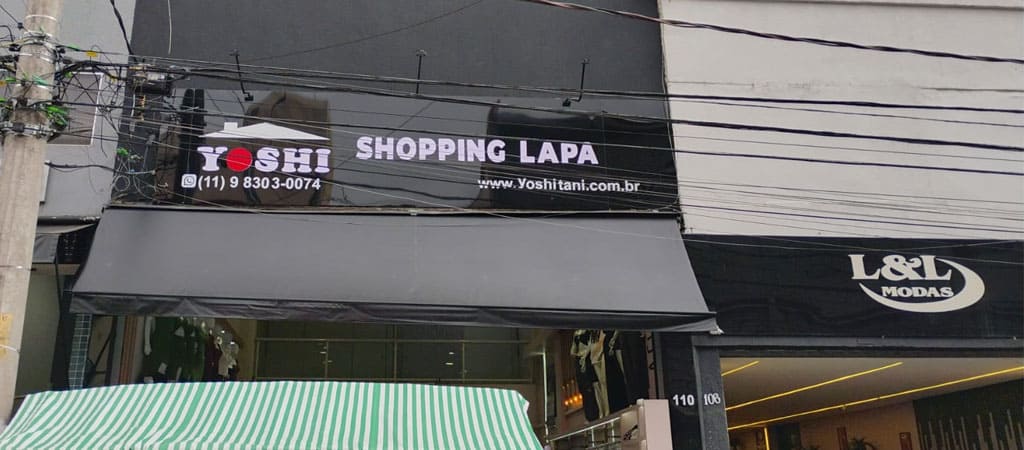 YOSHI
SHOPPING LAPA
(11) 9 8303-0074
www.Yoshitani.com.br
L&L
MODAS
110
108